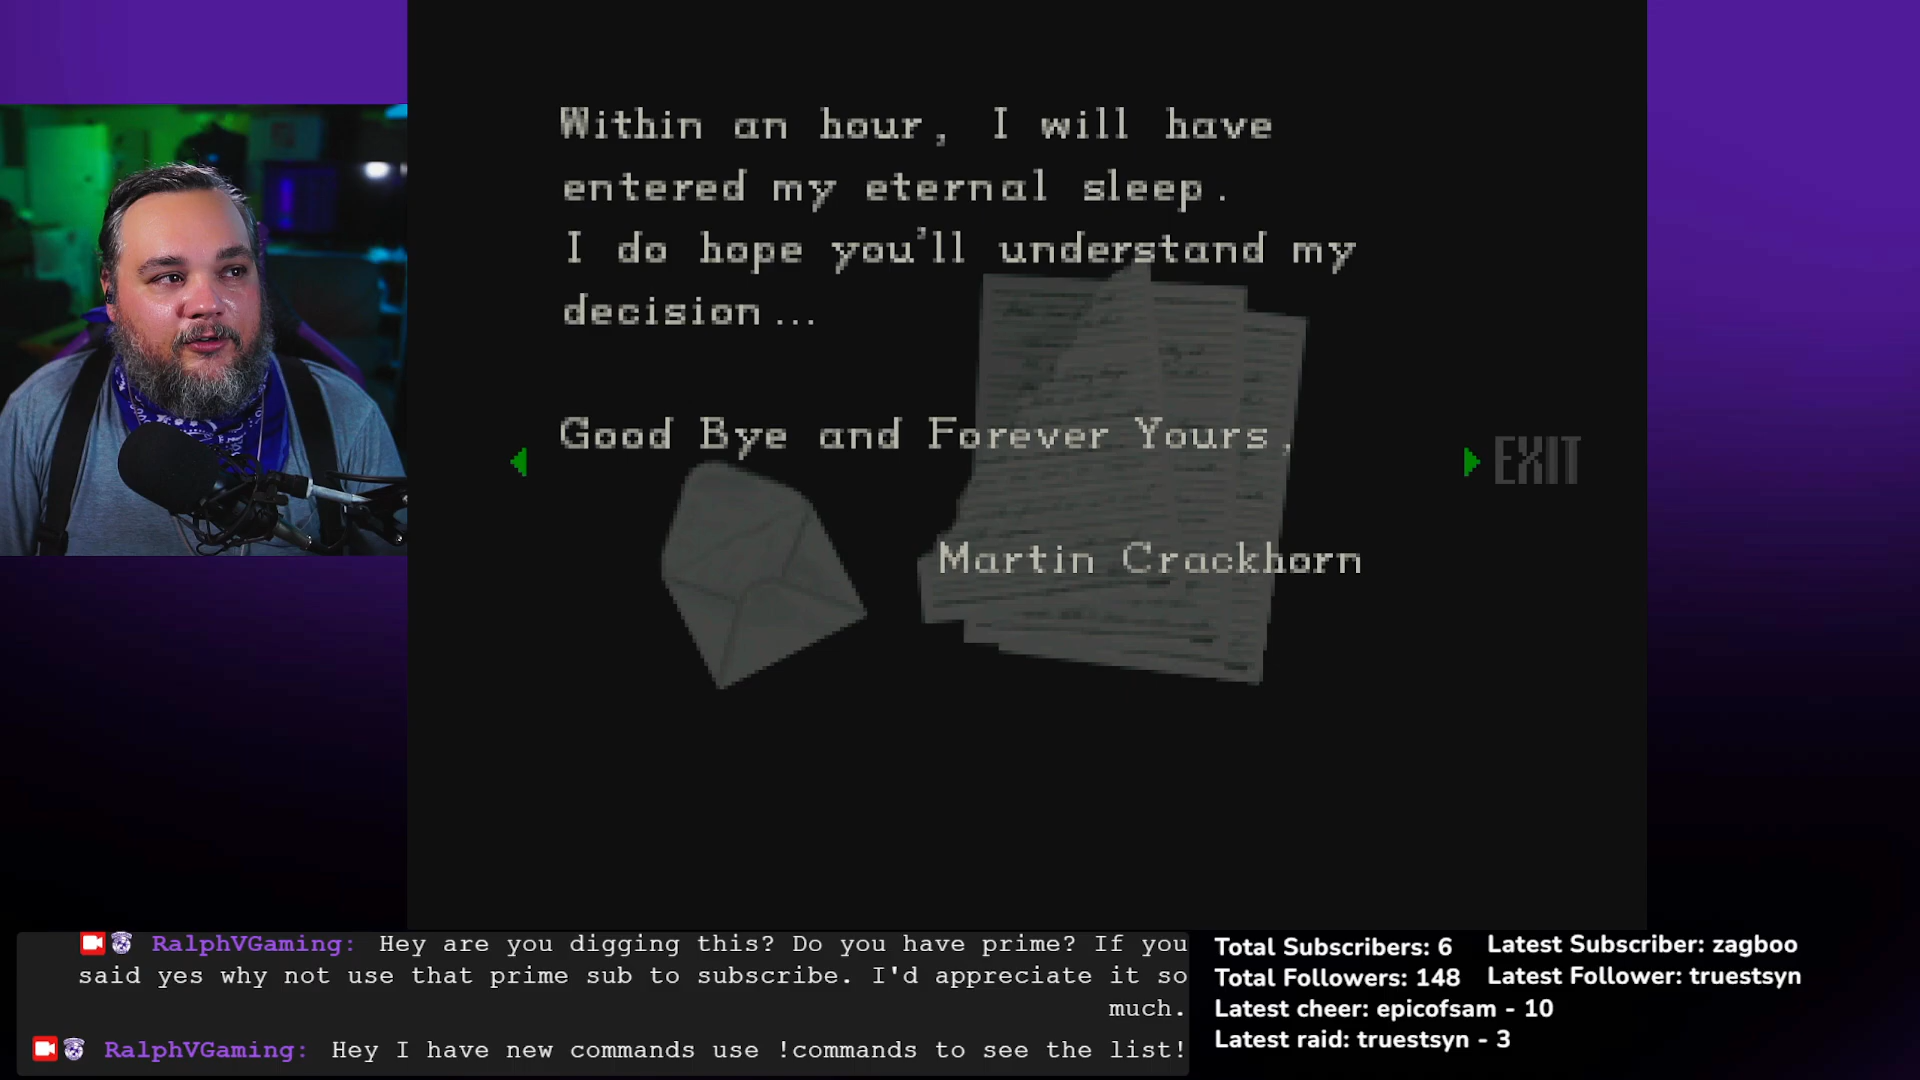 Within an hour, I will have
entered my eternal sleep.
I do hope you'll understand my
decision...
Good Bye and Forever Yours,
Martin Crackhorn
EXIT
RalphVGaming: Hey are you digging this? Do you have prime? If you
said yes why not use that prime sub to subscribe. I'd appreciate it so
much.
RalphVGaming: Hey I have new commands use !commands to see the list!
Total Subscribers: 6
Latest Subscriber: zagboo
Total Followers: 148
Latest Follower: truestsyn
Latest cheer: epicofsam - 10
Latest raid: truestsyn - 3